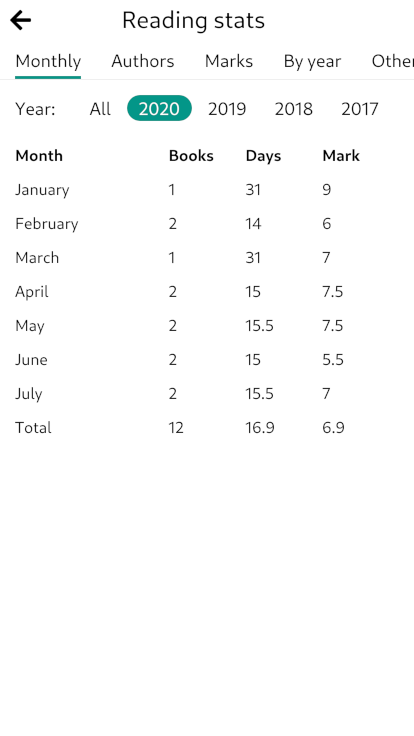 Reading stats
Monthly Authors Marks By year Other
Year: All 2020 2019 2018 2017
Month Books Days Mark
January 1 31 9
February 2 14 6
March 1 31 7
April 2 15 7.5
May 2 15.5 7.5
June 2 15 5.5
July 2 15.5 7
Total 12 16.9 6.9